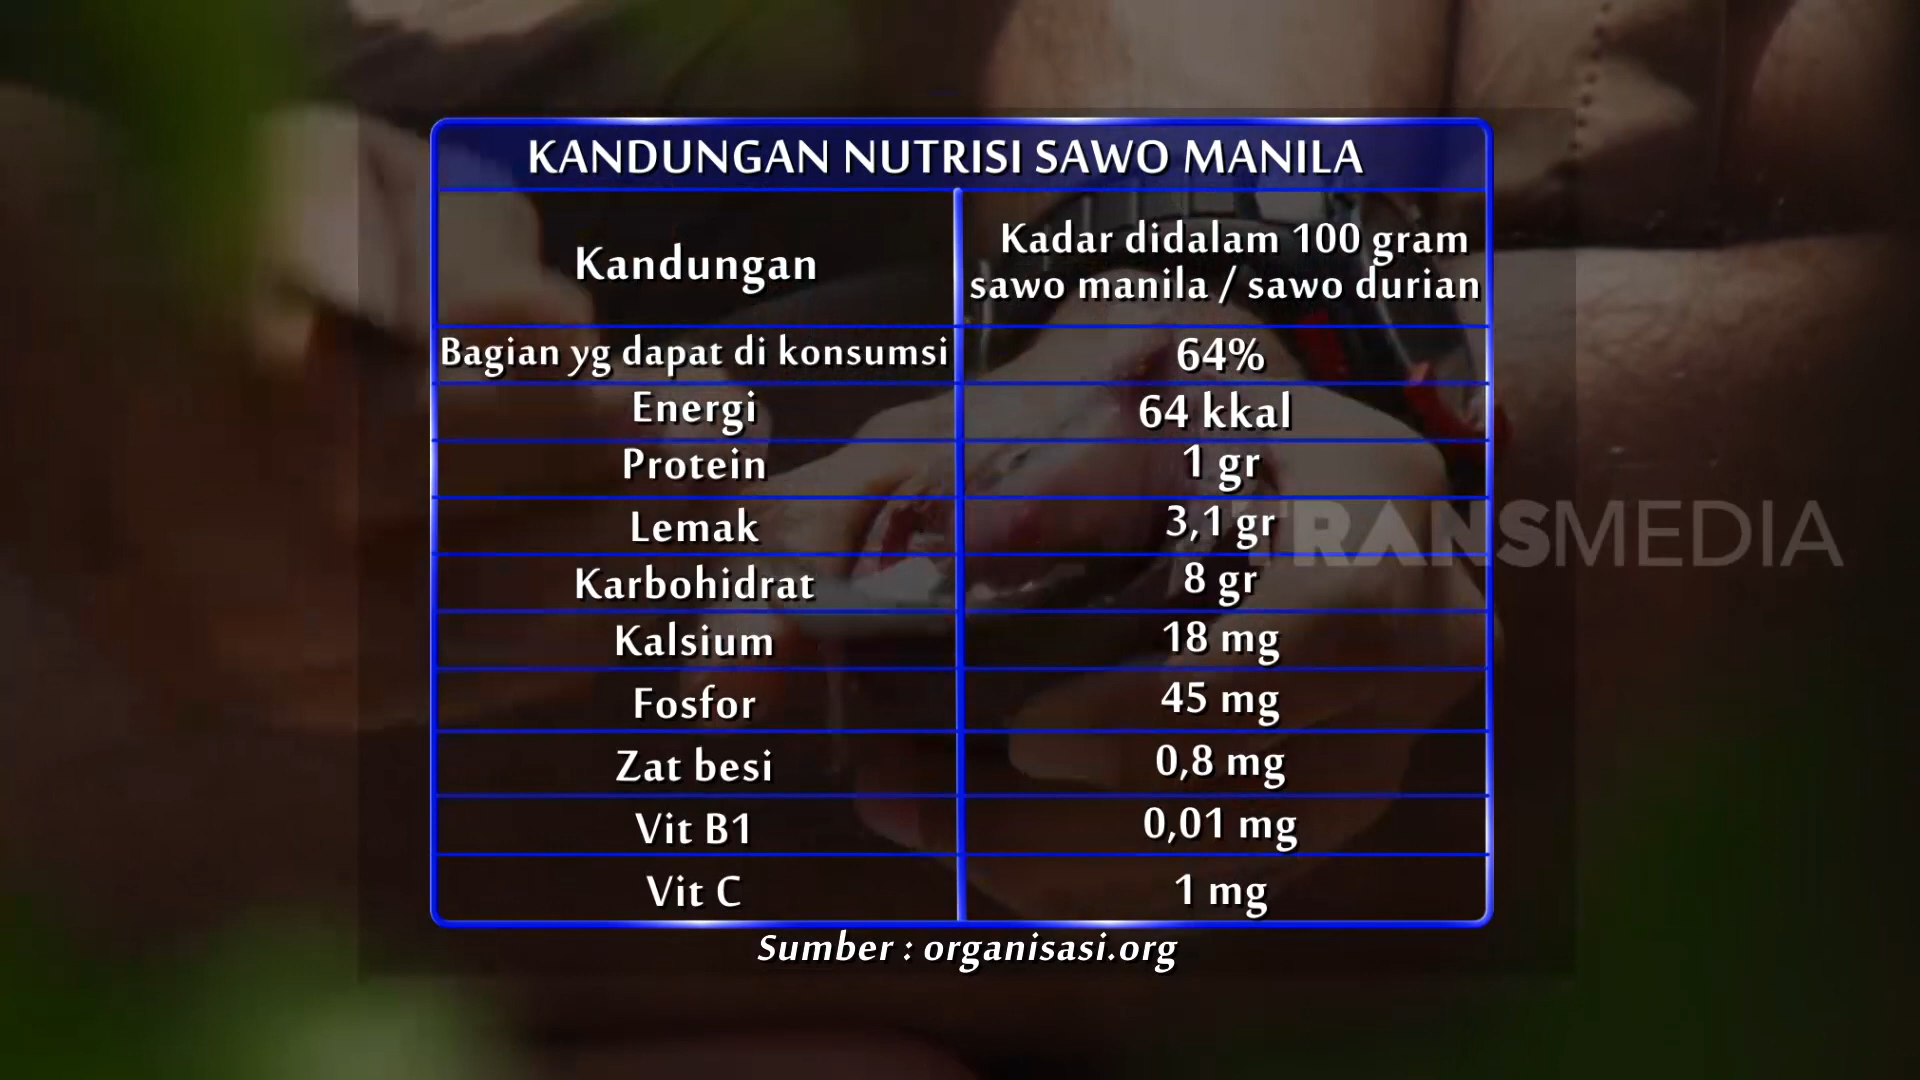 KANDUNGAN NUTRISI SAWO MANILA
Kandungan
Kadar didalam 100 gram
sawo manila / sawo durian
Bagian yg dapat di konsumsi
64%
Energi
64 kkal
Protein
1 gr
Lemak
3,1 gr
Karbohidrat
8 gr
Kalsium
18 mg
Fosfor
45 mg
Zat besi
0,8 mg
Vit B1
0,01 mg
Vit C
1 mg
Sumber : organisasi.org
TRANSMEDIA